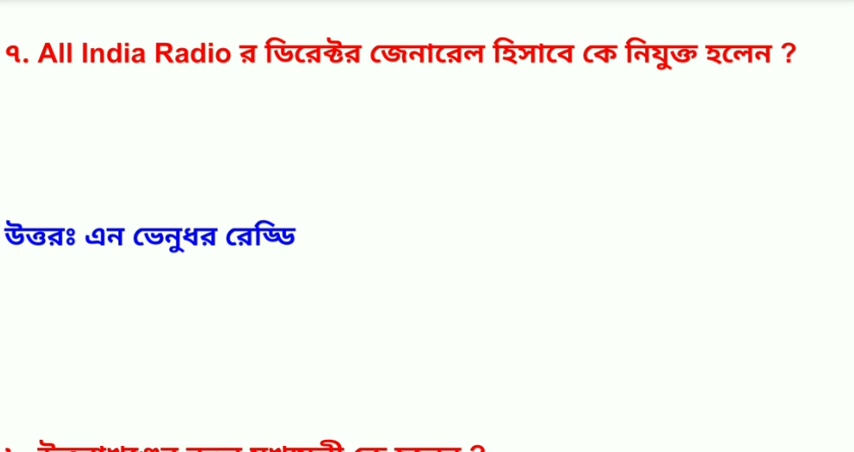 ৭. All India Radio র ডিরেক্টর জেনারেল হিসাবে কে নিযুক্ত হলেন ?
উত্তরঃ এন ভেনুধর রেড্ডি